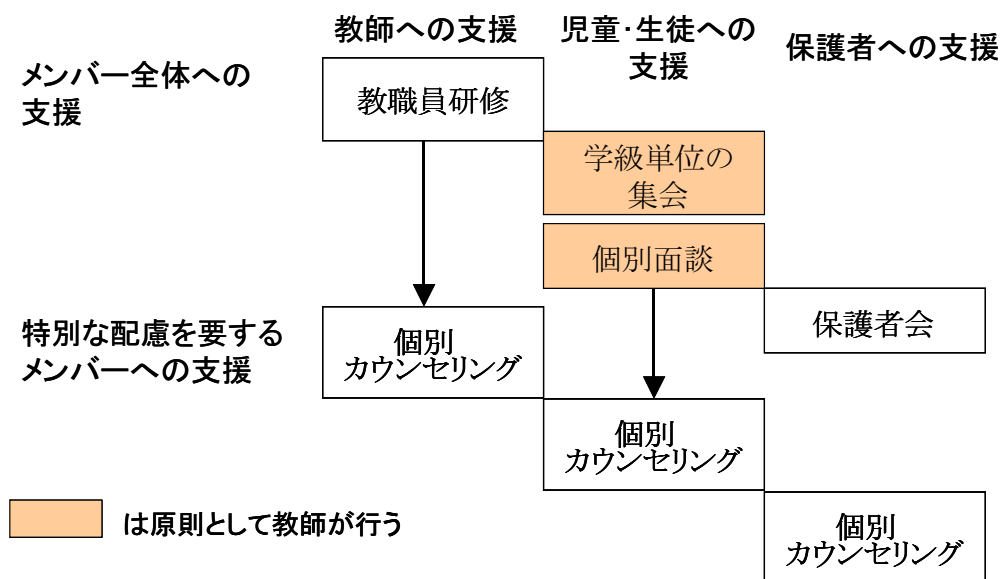 教師への支援
児童・生徒への
支援
保護者への支援
メンバー全体への
支援
教職員研修
学級単位の
集会
個別面談
保護者会
特別な配慮を要する
メンバーへの支援
個別
カウンセリング
個別
カウンセリング
個別
カウンセリング
は原則として教師が行う